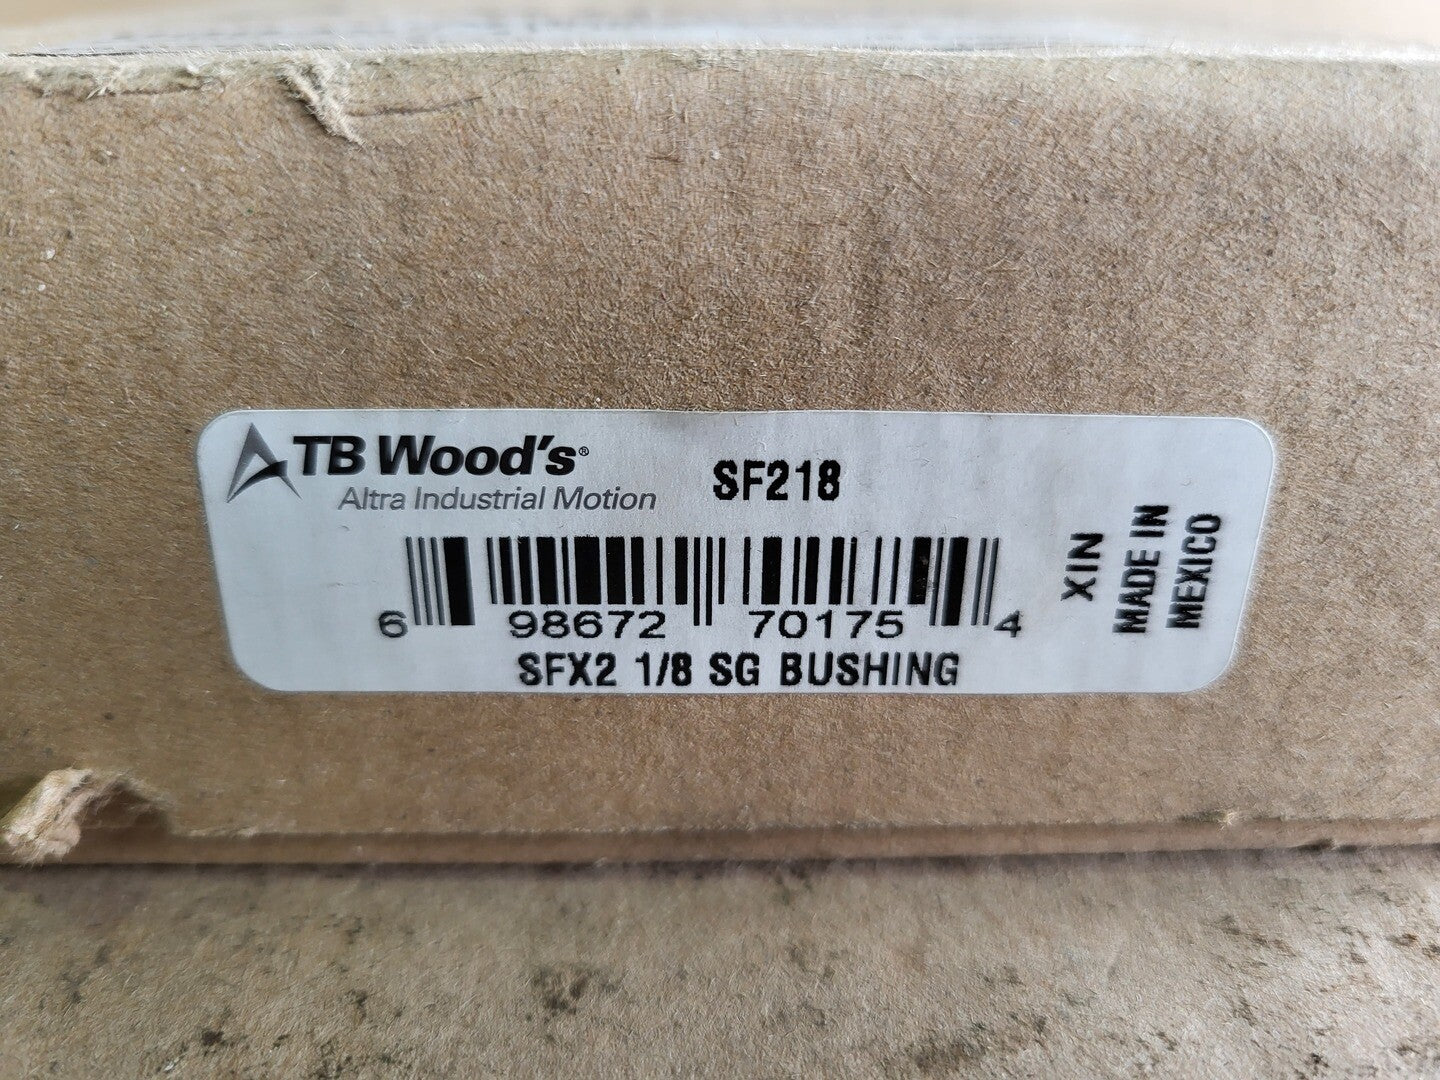 TB Wood's®
Altra Industrial Motion
SF218
6 98672 70175 4
SFX2 1/8 SG BUSHING
XIN
MADE IN
MEXICO